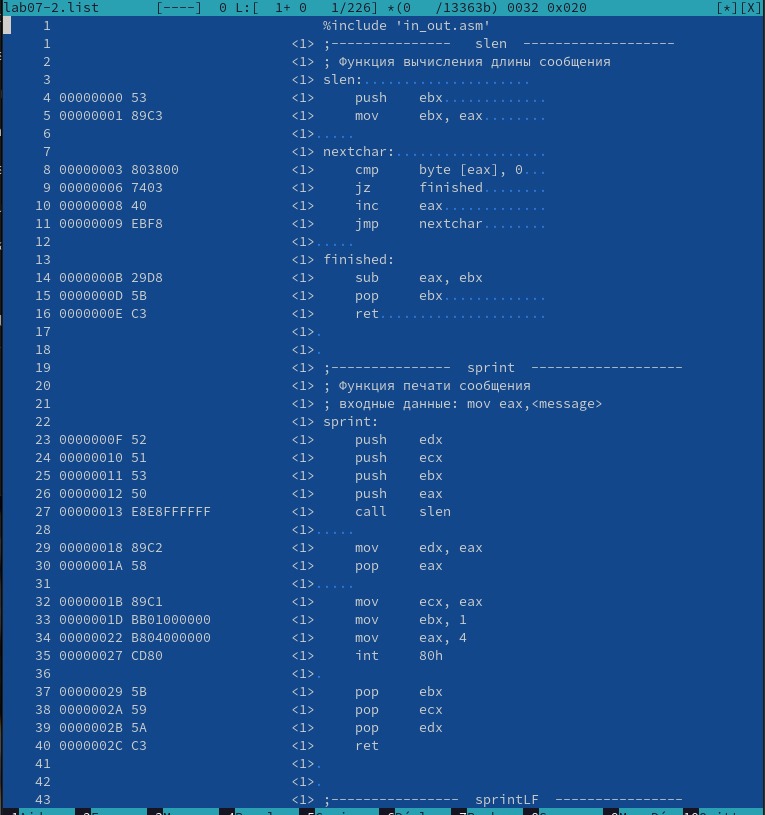 lab07-2.list [----] 0 L:[ 1+ 0 1/226] *(0 /13363b) 0032 0x020 [*][X]
1 %include 'in_out.asm'
1 <1> ;--------------- slen -------------------
2 <1> ; Функция вычисления длины сообщения
3 <1> slen:.....................
4 00000000 53 <1> push ebx.............
5 00000001 89C3 <1> mov ebx, eax........
6 <1>.....
7 <1> nextchar:...................
8 00000003 803800 <1> cmp byte [eax], 0...
9 00000006 7403 <1> jz finished........
10 00000008 40 <1> inc eax.............
11 00000009 EBF8 <1> jmp nextchar........
12 <1>.....
13 <1> finished:
14 0000000B 29D8 <1> sub eax, ebx
15 0000000D 5B <1> pop ebx.............
16 0000000E C3 <1> ret.....................
17 <1>.
18 <1>.
19 <1> ;--------------- sprint -------------------
20 <1> ; Функция печати сообщения
21 <1> ; входные данные: mov eax,<message>
22 <1> sprint:
23 0000000F 52 <1> push edx
24 00000010 51 <1> push ecx
25 00000011 53 <1> push ebx
26 00000012 50 <1> push eax
27 00000013 E8E8FFFFFF <1> call slen
28 <1>.....
29 00000018 89C2 <1> mov edx, eax
30 0000001A 58 <1> pop eax
31 <1>.....
32 0000001B 89C1 <1> mov ecx, eax
33 0000001D BB01000000 <1> mov ebx, 1
34 00000022 B804000000 <1> mov eax, 4
35 00000027 CD80 <1> int 80h
36 <1>.
37 00000029 5B <1> pop ebx
38 0000002A 59 <1> pop ecx
39 0000002B 5A <1> pop edx
40 0000002C C3 <1> ret
41 <1>.
42 <1>.
43 <1> ;---------------- sprintLF ----------------